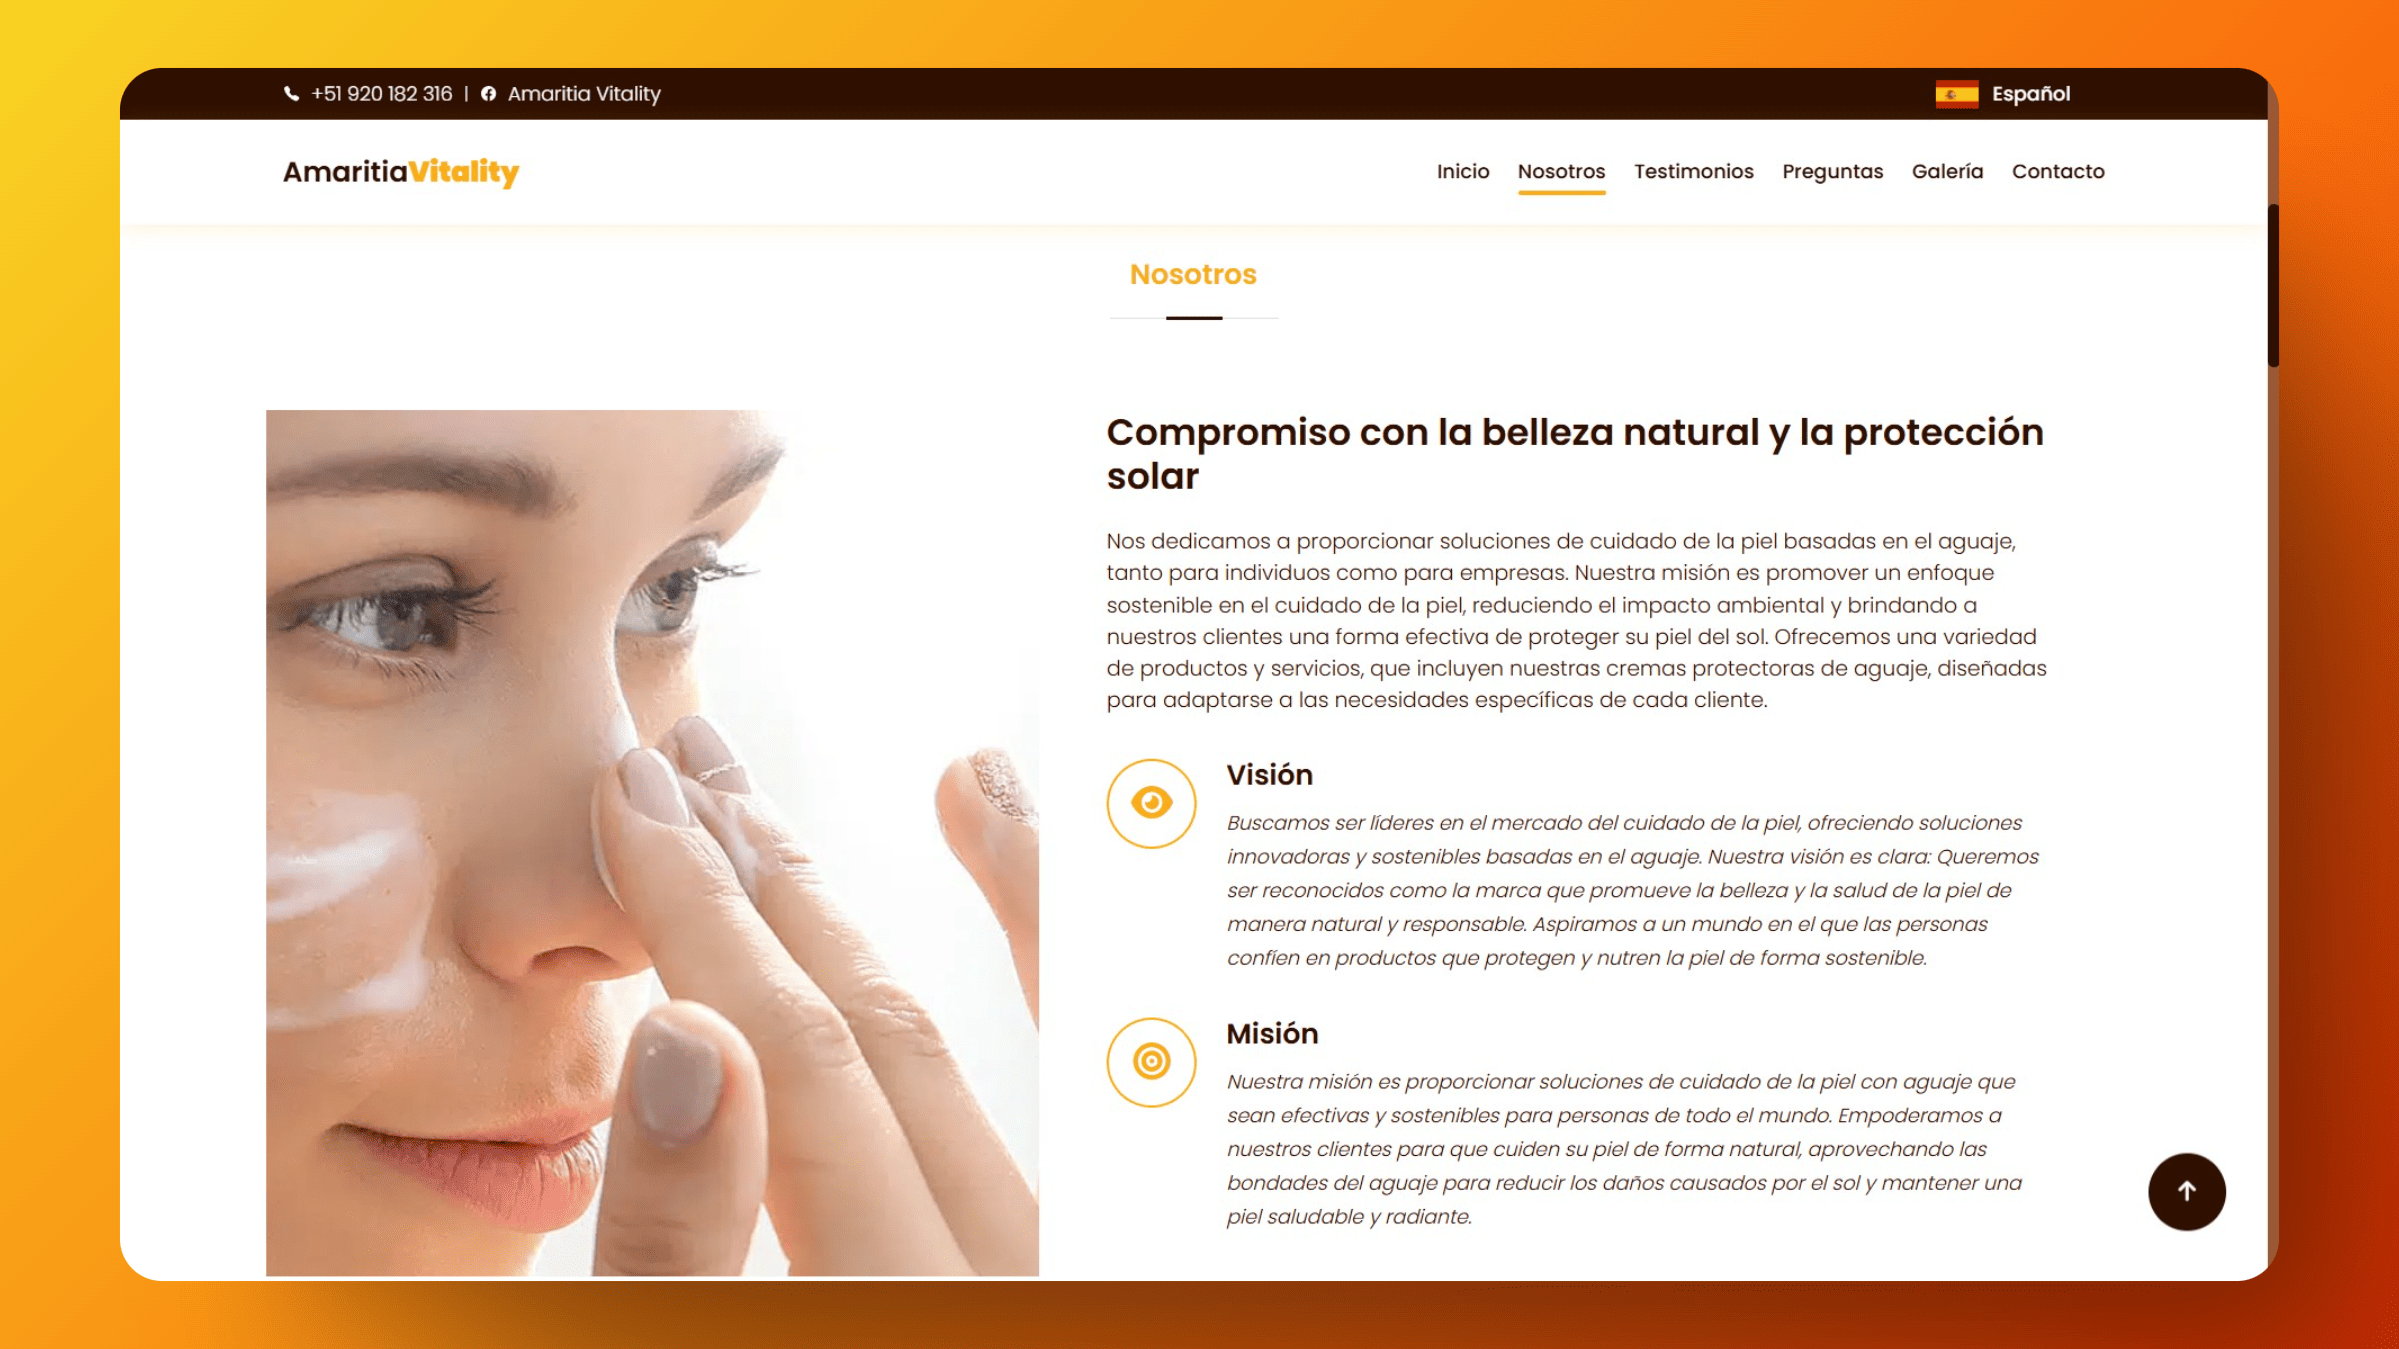 +51 920 182 316 | Amaritia Vitality
Español
AmaritiaVitality
Inicio Nosotros Testimonios Preguntas Galería Contacto
Nosotros
Compromiso con la belleza natural y la protección
solar
Nos dedicamos a proporcionar soluciones de cuidado de la piel basadas en el aguaje,
tanto para individuos como para empresas. Nuestra misión es promover un enfoque
sostenible en el cuidado de la piel, reduciendo el impacto ambiental y brindando a
nuestros clientes una forma efectiva de proteger su piel del sol. Ofrecemos una variedad
de productos y servicios, que incluyen nuestras cremas protectoras de aguaje, diseñadas
para adaptarse a las necesidades específicas de cada cliente.
Visión
Buscamos ser líderes en el mercado del cuidado de la piel, ofreciendo soluciones
innovadoras y sostenibles basadas en el aguaje. Nuestra visión es clara: Queremos
ser reconocidos como la marca que promueve la belleza y la salud de la piel de
manera natural y responsable. Aspiramos a un mundo en el que las personas
confíen en productos que protegen y nutren la piel de forma sostenible.
Misión
Nuestra misión es proporcionar soluciones de cuidado de la piel con aguaje que
sean efectivas y sostenibles para personas de todo el mundo. Empoderamos a
nuestros clientes para que cuiden su piel de forma natural, aprovechando las
bondades del aguaje para reducir los daños causados por el sol y mantener una
piel saludable y radiante.